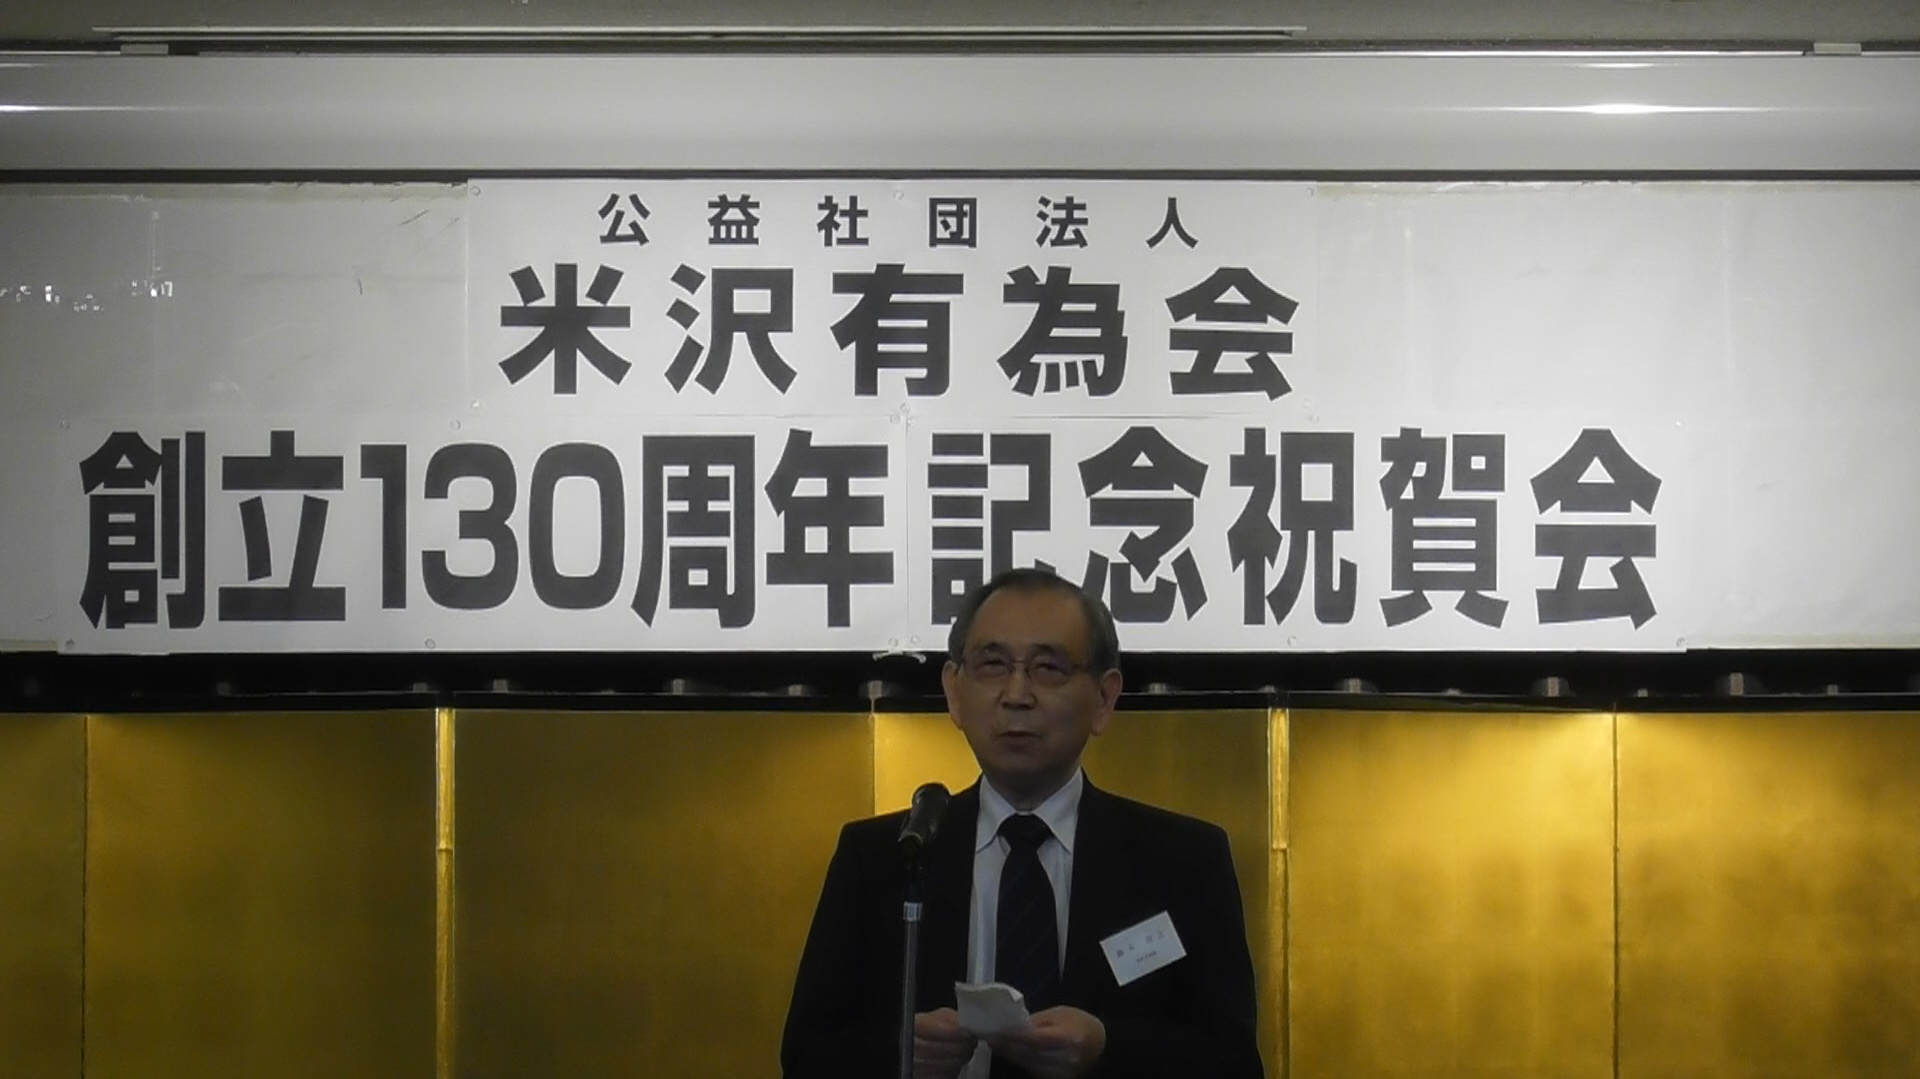 公益社団法人
米沢有為会
創立130周年記念祝賀会